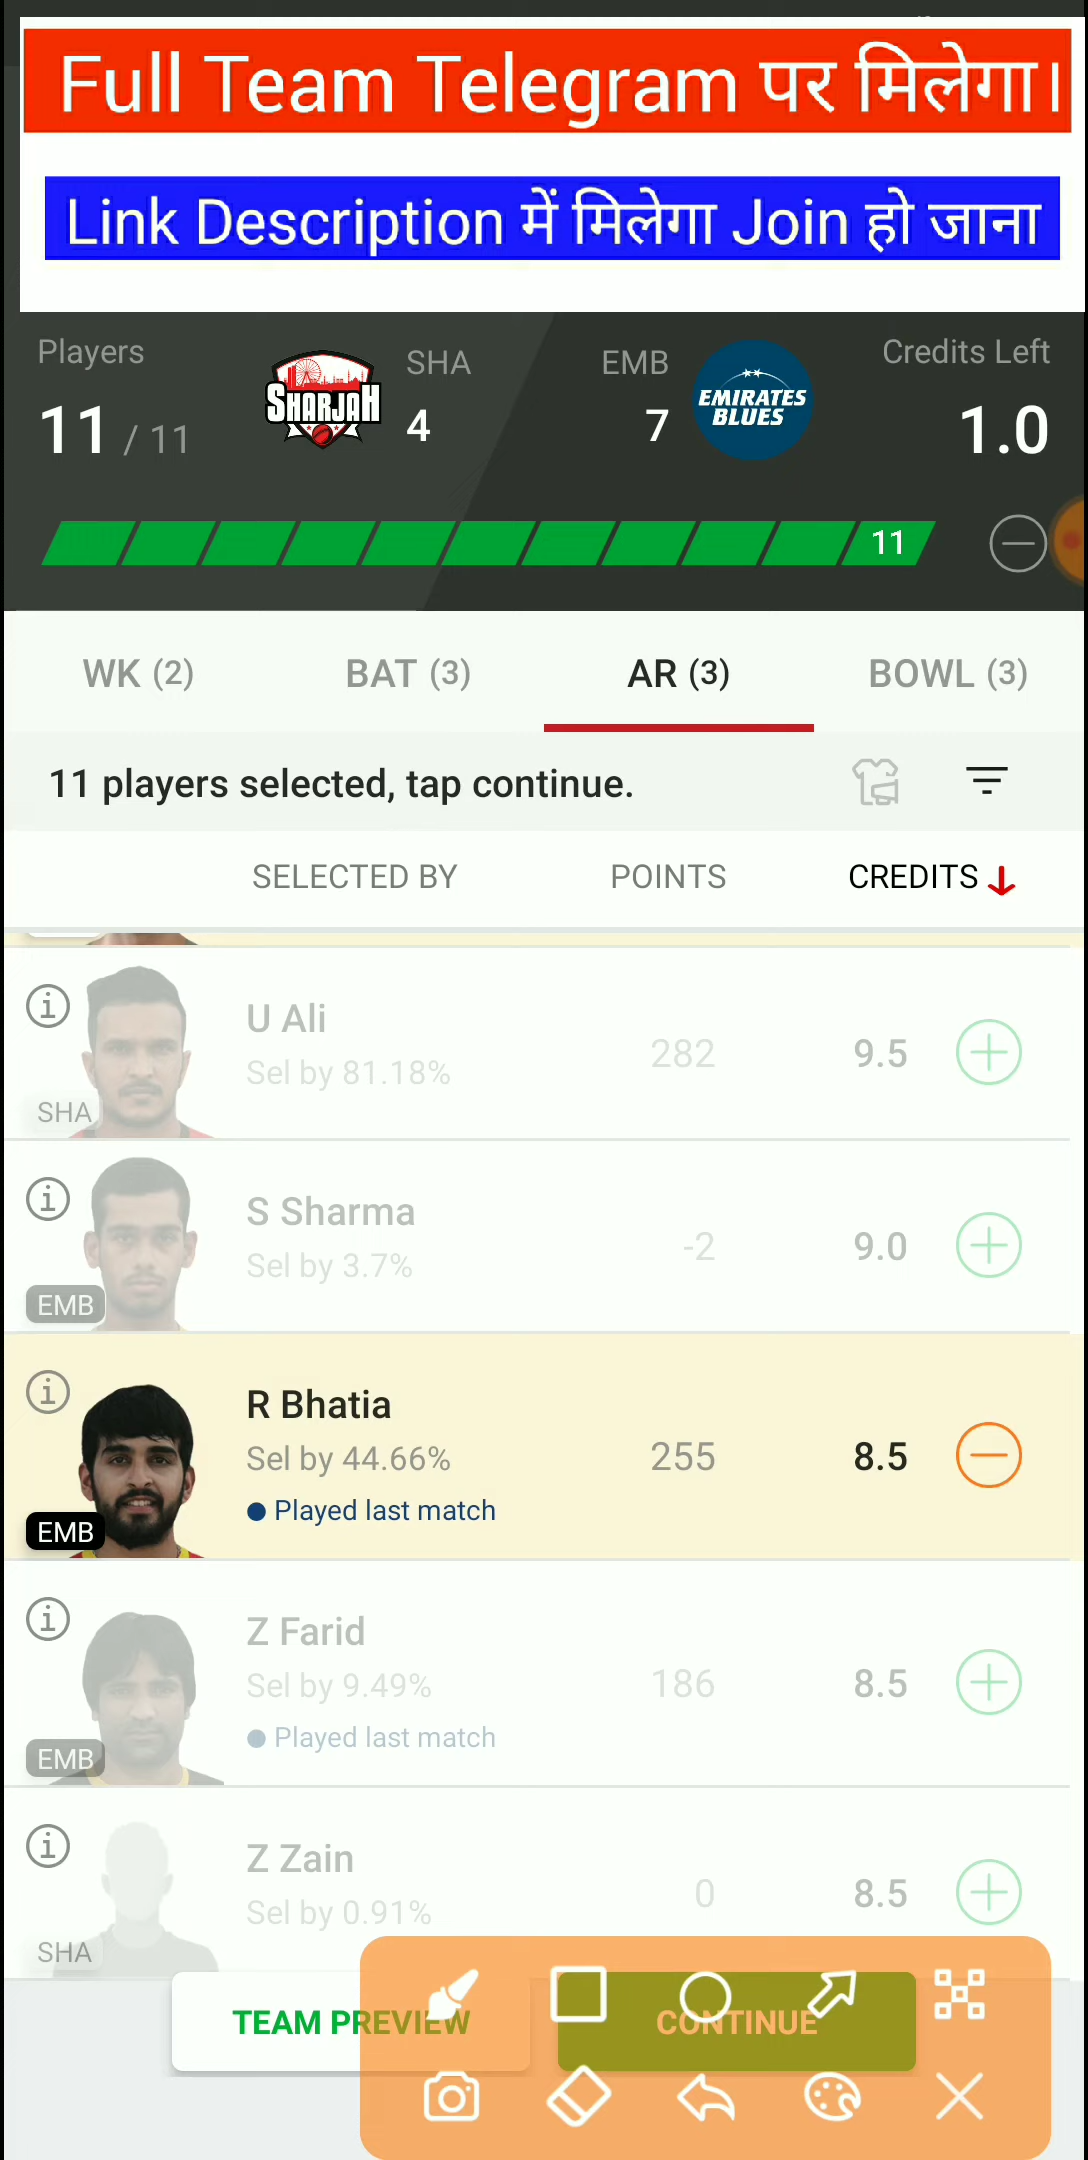 Full Team Telegram पर मिलेगा।
Link Description में मिलेगा Join हो जाना
Players SHA EMB Credits Left
11 / 11 SHARJAH 4 7 EMIRATES BLUES 1.0
11
WK (2) BAT (3) AR (3) BOWL (3)
11 players selected, tap continue.
SELECTED BY POINTS CREDITS
U Ali
Sel by 81.18% 282 9.5
SHA
S Sharma
Sel by 3.7% -2 9.0
EMB
R Bhatia
Sel by 44.66% 255 8.5
Played last match
EMB
Z Farid
Sel by 9.49% 186 8.5
Played last match
EMB
Z Zain
Sel by 0.91% 0 8.5
SHA
TEAM PREVIEW CONTINUE